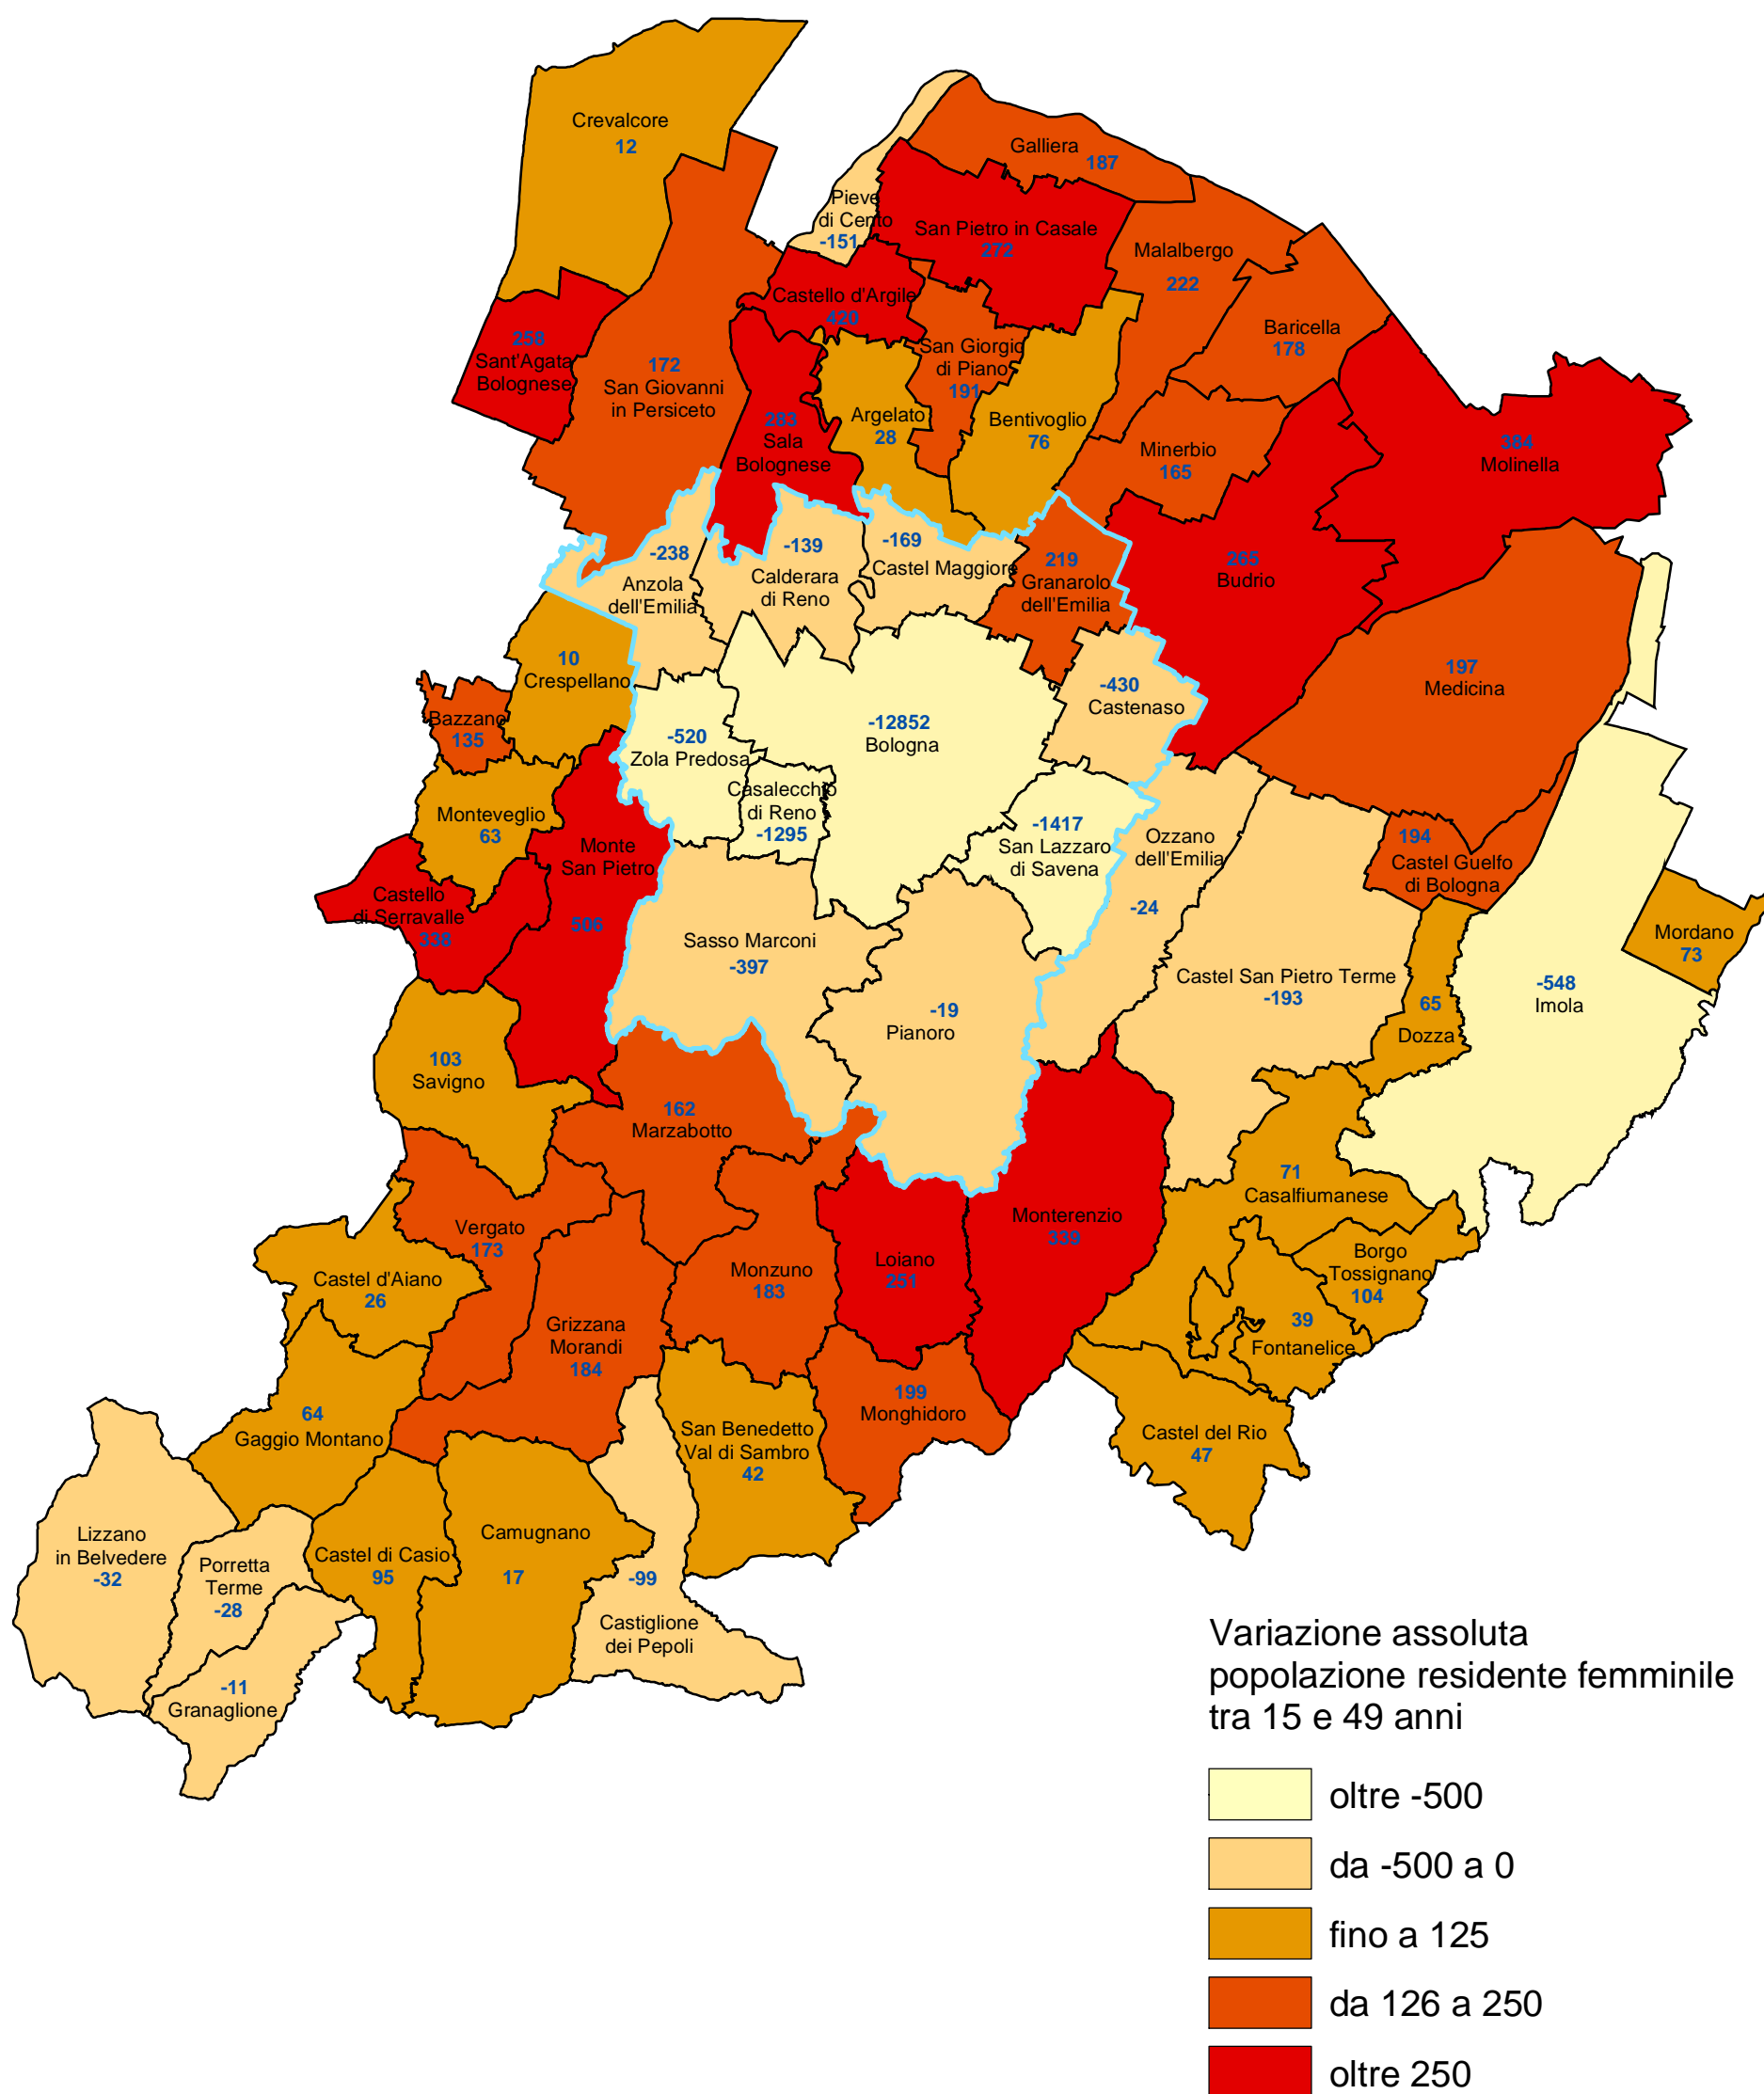 Crevalcore
12
Galliera
187
Pieve
di Cento
-151
San Pietro in Casale
272
Malalbergo
222
Castello d'Argile
420
Baricella
178
258
Sant'Agata
Bolognese
172
San Giovanni
in Persiceto
San Giorgio
di Piano
191
283
Sala
Bolognese
Argelato
28
Bentivoglio
76
Minerbio
165
384
Molinella
-238
Anzola
dell'Emilia
-139
Calderara
di Reno
-169
Castel Maggiore
219
Granarolo
dell'Emilia
265
Budrio
10
Crespellano
-430
Castenaso
197
Medicina
Bazzano
135
-520
Zola Predosa
-12852
Bologna
Casalecchio
di Reno
-1295
Monteveglio
63
Monte
San Pietro
506
-1417
San Lazzaro
di Savena
Ozzano
dell'Emilia
-24
194
Castel Guelfo
di Bologna
Castello
di Serravalle
338
Sasso Marconi
-397
Mordano
73
Castel San Pietro Terme
-193
-548
Imola
-19
Pianoro
65
Dozza
103
Savigno
162
Marzabotto
71
Casalfiumanese
Vergato
173
Monterenzio
339
Castel d'Aiano
26
Monzuno
183
Loiano
251
Borgo
Tossignano
104
39
Fontanelice
Grizzana
Morandi
184
64
Gaggio Montano
199
Monghidoro
San Benedetto
Val di Sambro
42
Castel del Rio
47
Lizzano
in Belvedere
-32
Porretta
Terme
-28
Castel di Casio
95
Camugnano
17
-99
Castiglione
dei Pepoli
-11
Granaglione
Variazione assoluta
popolazione residente femminile
tra 15 e 49 anni
oltre -500
da -500 a 0
fino a 125
da 126 a 250
oltre 250